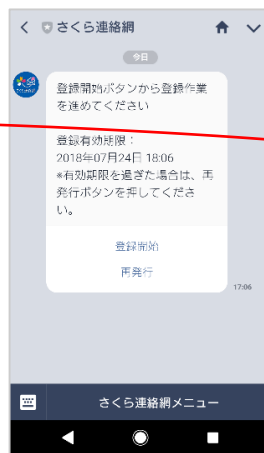 さくら連絡網
今日
登録開始ボタンから登録作業
を進めてください
登録有効期限：
2018年07月24日 18:06
*有効期限を過ぎた場合は、再
発行ボタンを押してくださ
い。
登録開始
再発行
17:06
さくら連絡網メニュー